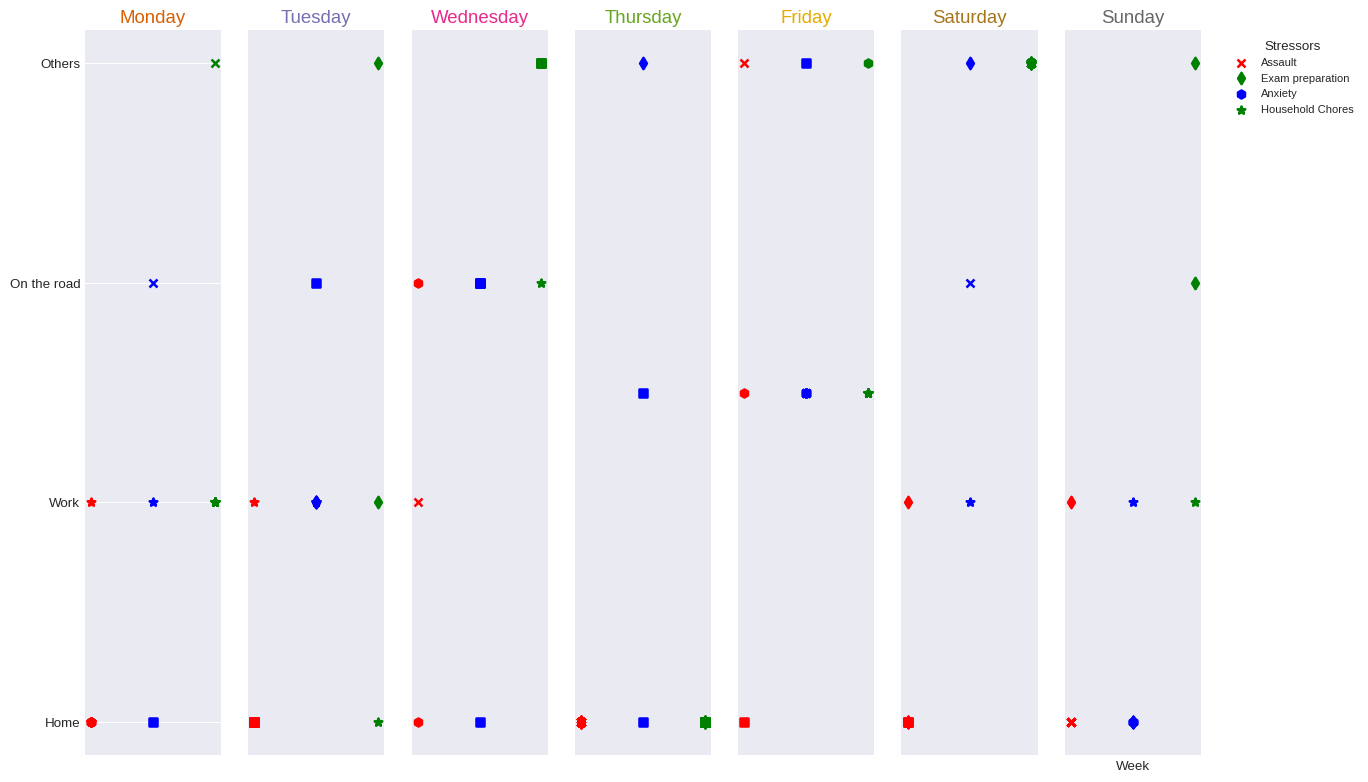 Monday Tuesday Wednesday Thursday Friday Saturday Sunday
Stressors
Assault
Exam preparation
Anxiety
Household Chores
Others
On the road
Work
Home
Week